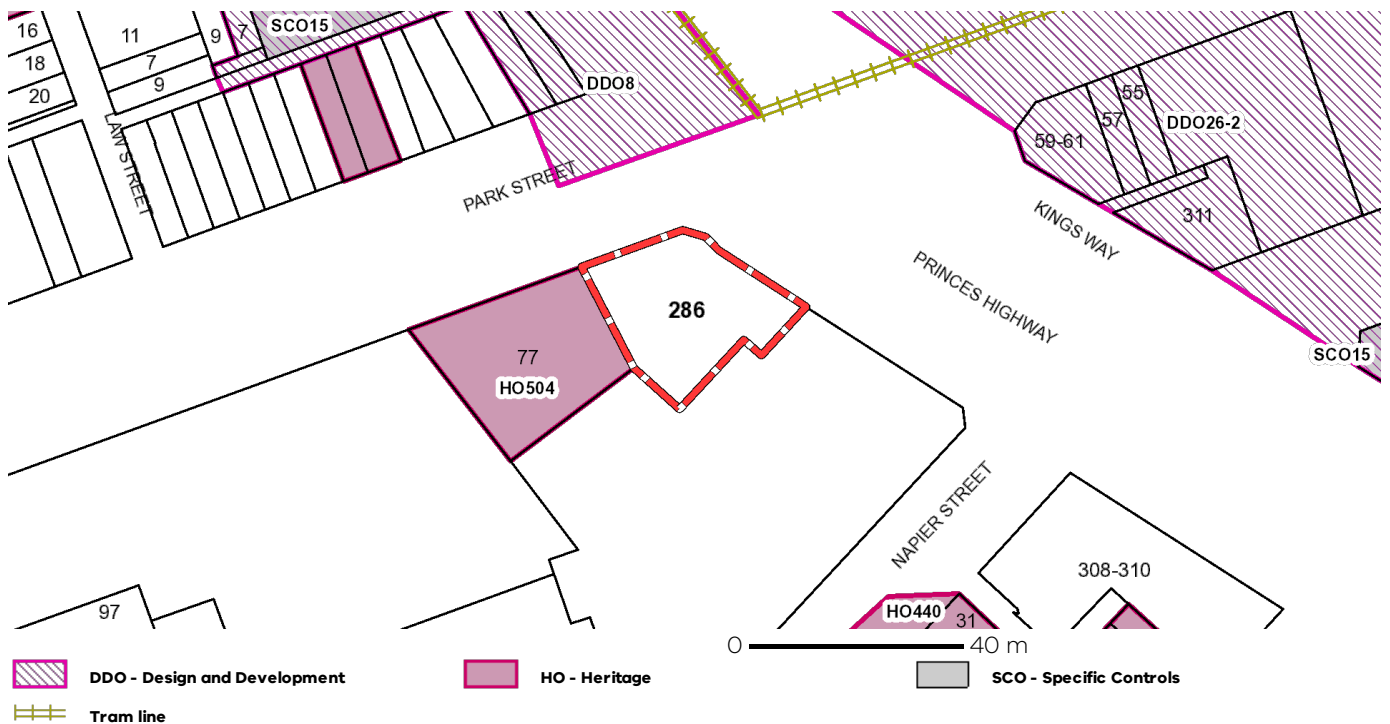 16
18
20
11
7
9
9
7
SCO15
DDO8
55
57
59-61
DDO26-2
311
LAW STREET
PARK STREET
KINGS WAY
PRINCES HIGHWAY
286
77
HO504
SCO15
NAPIER STREET
308-310
97
HO440
31
0 40 m
DDO - Design and Development
HO - Heritage
SCO - Specific Controls
Tram line